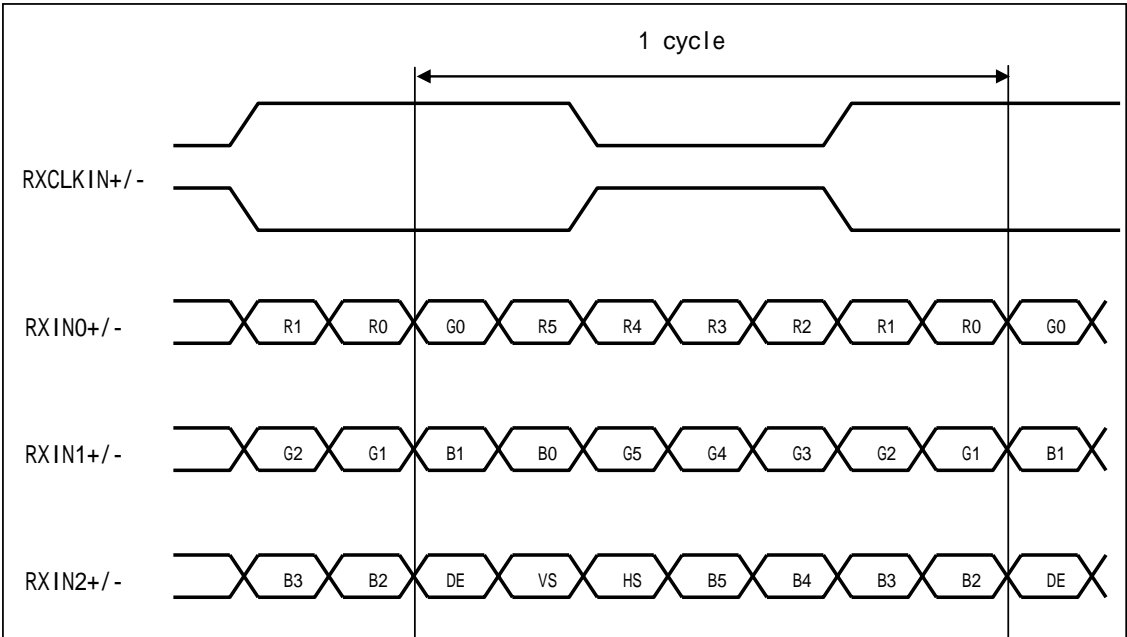 1 cycle
RXCLKIN+/-
RXIN0+/- R1 R0 G0 R5 R4 R3 R2 R1 R0 G0
RXIN1+/- G2 G1 B1 B0 G5 G4 G3 G2 G1 B1
RXIN2+/- B3 B2 DE VS HS B5 B4 B3 B2 DE